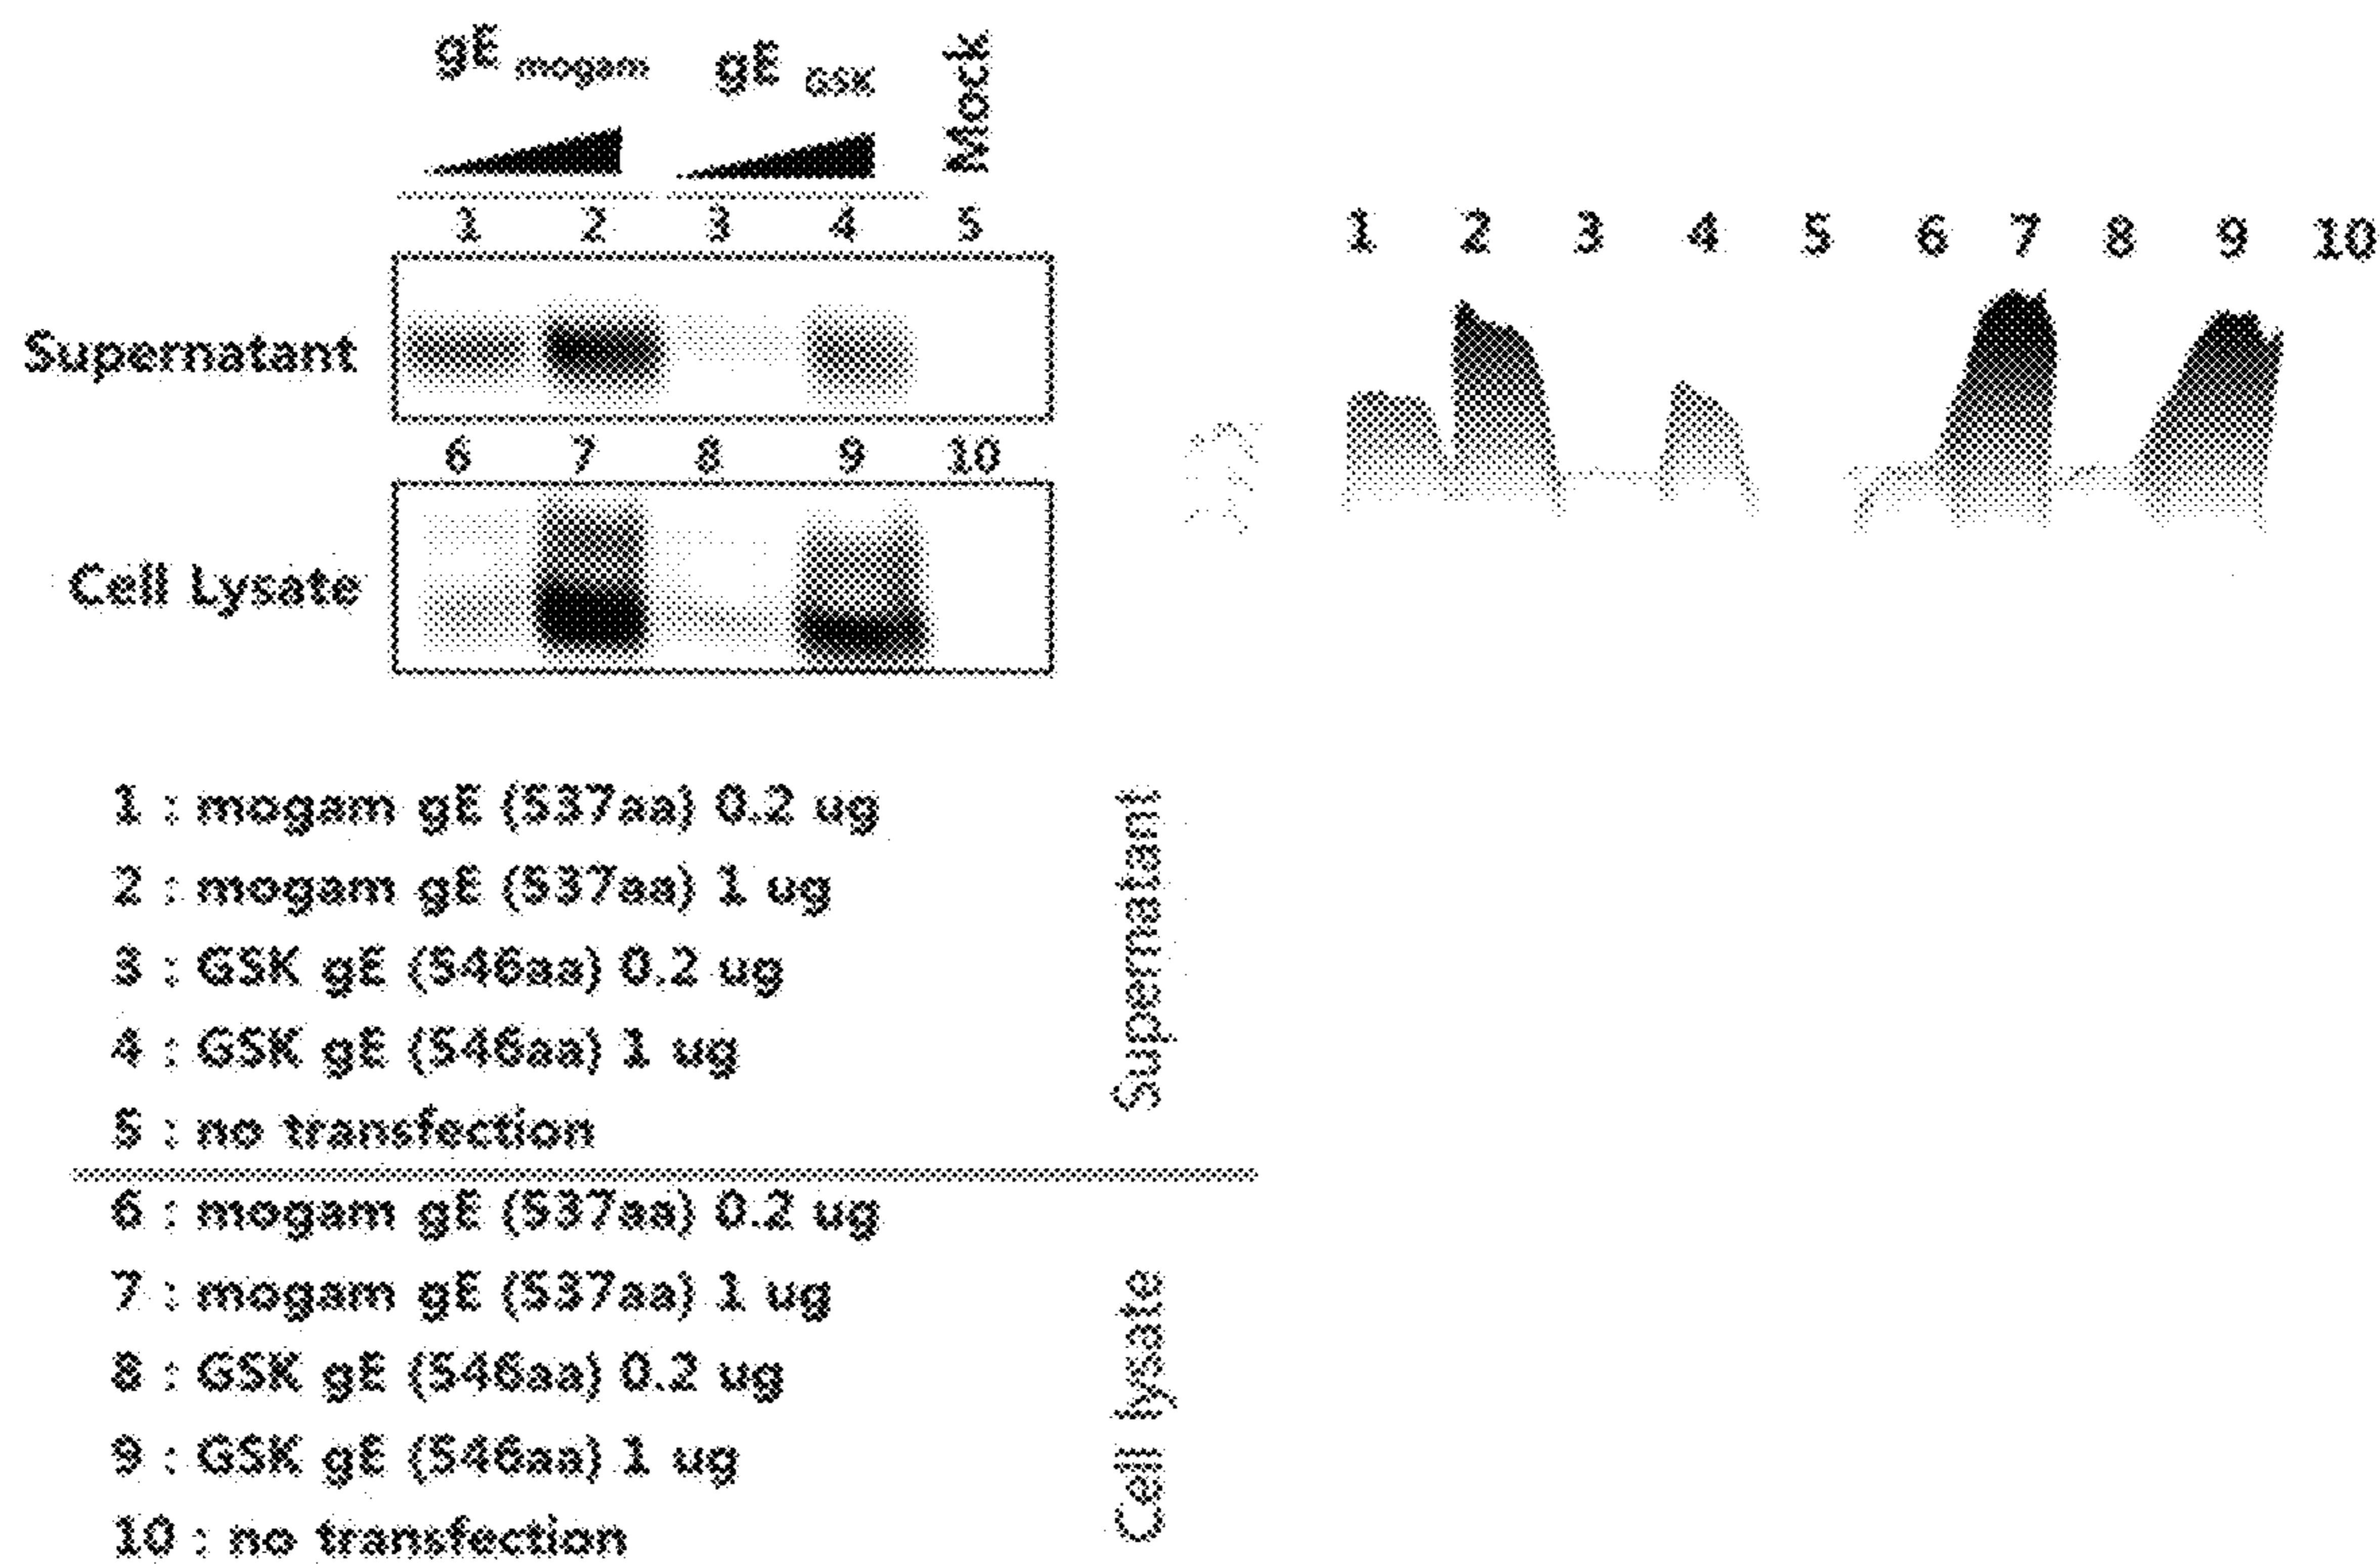 gE mogam gE GSK Mock
1 2 3 4 5
Supernatant
6 7 8 9 10
Cell Lysate
1 2 3 4 5 6 7 8 9 10
1 : mogam gE (537aa) 0.2 ug
2 : mogam gE (537aa) 1 ug
3 : GSK gE (546aa) 0.2 ug
4 : GSK gE (546aa) 1 ug
5 : no transfection
Supernatant
6 : mogam gE (537aa) 0.2 ug
7 : mogam gE (537aa) 1 ug
8 : GSK gE (546aa) 0.2 ug
9 : GSK gE (546aa) 1 ug
10 : no transfection
Cell lysate